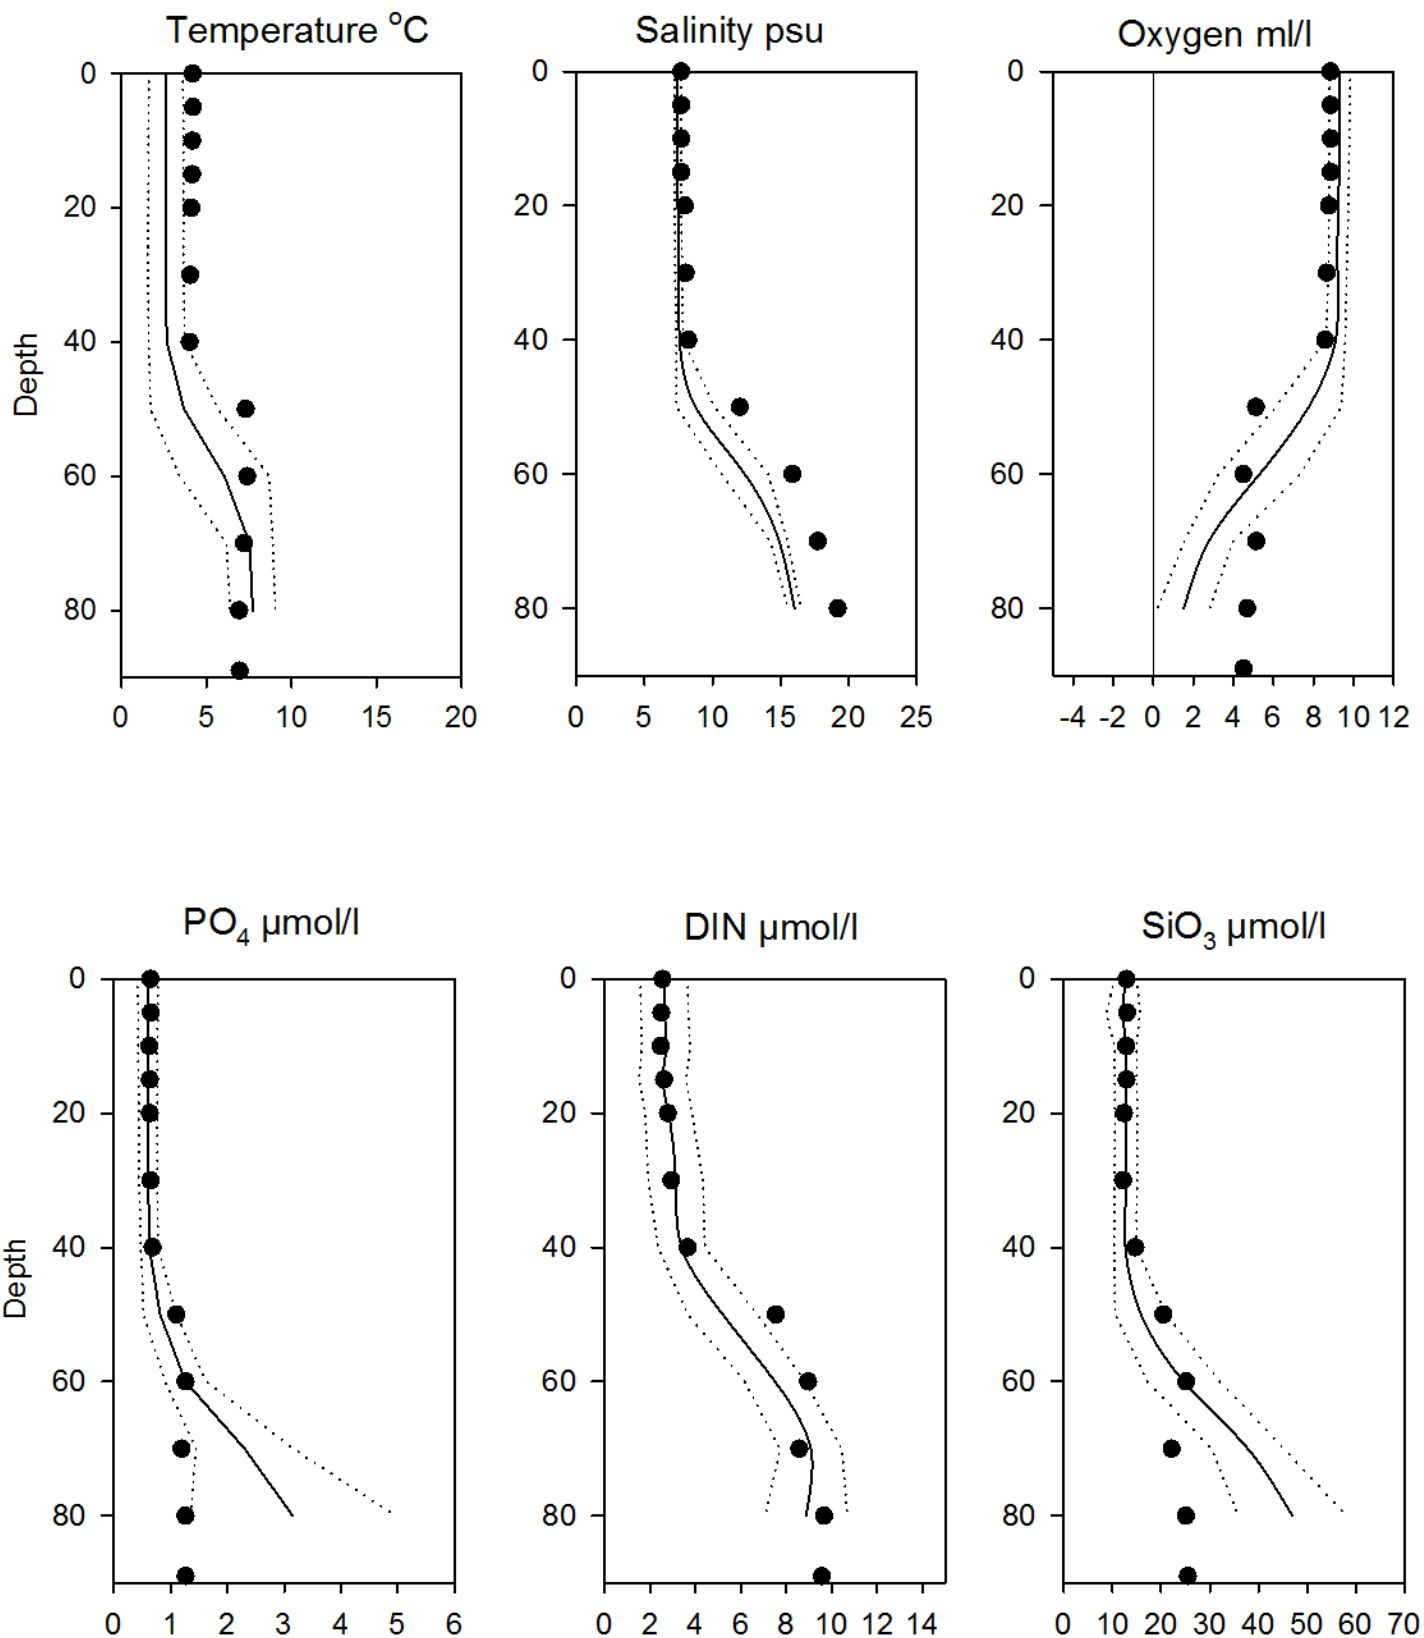 Temperature °C
Salinity psu
Oxygen ml/l
0
20
40
60
80
Depth
0 5 10 15 20
0
20
40
60
80
0 5 10 15 20 25
0
20
40
60
80
-4 -2 0 2 4 6 8 10 12
PO4 µmol/l
DIN µmol/l
SiO3 µmol/l
0
20
40
60
80
Depth
0 1 2 3 4 5 6
0
20
40
60
80
0 2 4 6 8 10 12 14
0
20
40
60
80
0 10 20 30 40 50 60 70